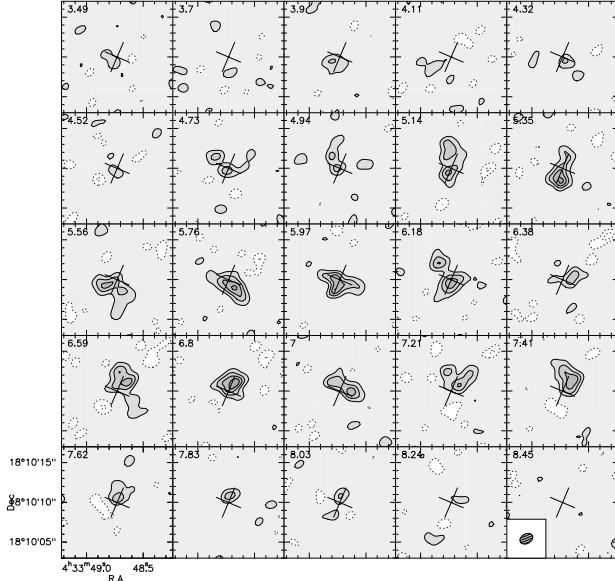 3.49 3.7 3.9 4.11 4.32
4.52 4.73 4.94 5.14 5.35
5.56 5.76 5.97 6.18 6.38
6.59 6.8 7 7.21 7:41
7.62 7.83 8.03 8.24 8.45
18°10'15"
18°10'10"
Dec
18°10'05"
4ʰ33ᵐ49.ˢ0 48.ˢ5
R.A.